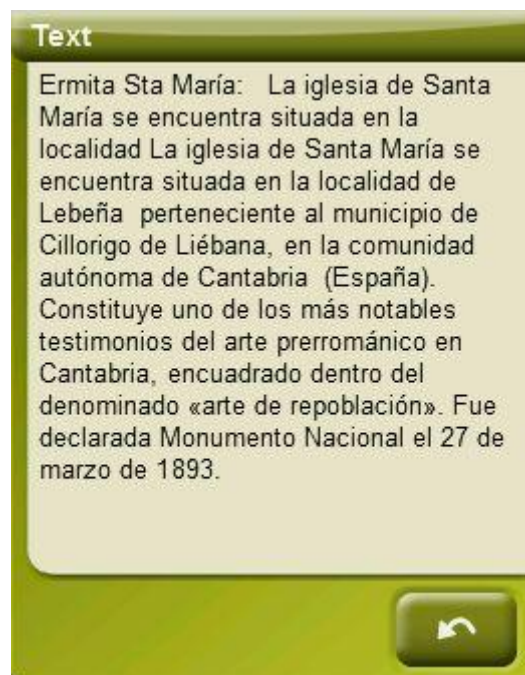 Text
Ermita Sta María:   La iglesia de Santa
María se encuentra situada en la
localidad La iglesia de Santa María se
encuentra situada en la localidad de
Lebeña  perteneciente al municipio de
Cillorigo de Liébana, en la comunidad
autónoma de Cantabria  (España).
Constituye uno de los más notables
testimonios del arte prerrománico en
Cantabria, encuadrado dentro del
denominado «arte de repoblación». Fue
declarada Monumento Nacional el 27 de
marzo de 1893.